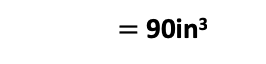 = 90in³